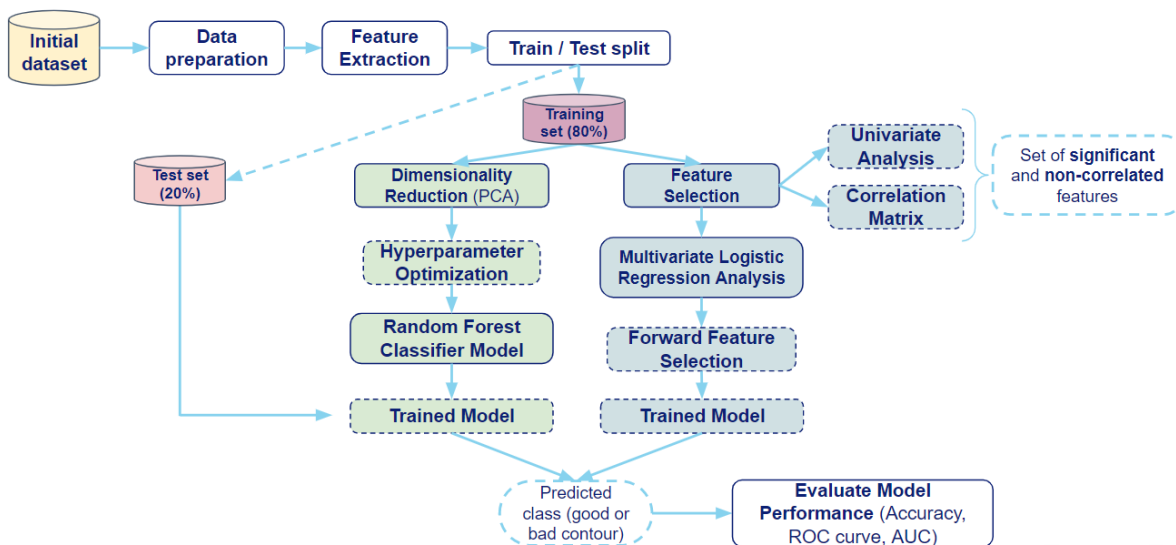 Initial
dataset
Data
preparation
Feature
Extraction
Train / Test split
Training
set (80%)
Test set
(20%)
Dimensionality
Reduction (PCA)
Feature
Selection
Univariate
Analysis
Correlation
Matrix
Set of significant
and non-correlated
features
Hyperparameter
Optimization
Multivariate Logistic
Regression Analysis
Random Forest
Classifier Model
Forward Feature
Selection
Trained Model
Trained Model
Predicted
class (good or
bad contour)
Evaluate Model
Performance (Accuracy,
ROC curve, AUC)